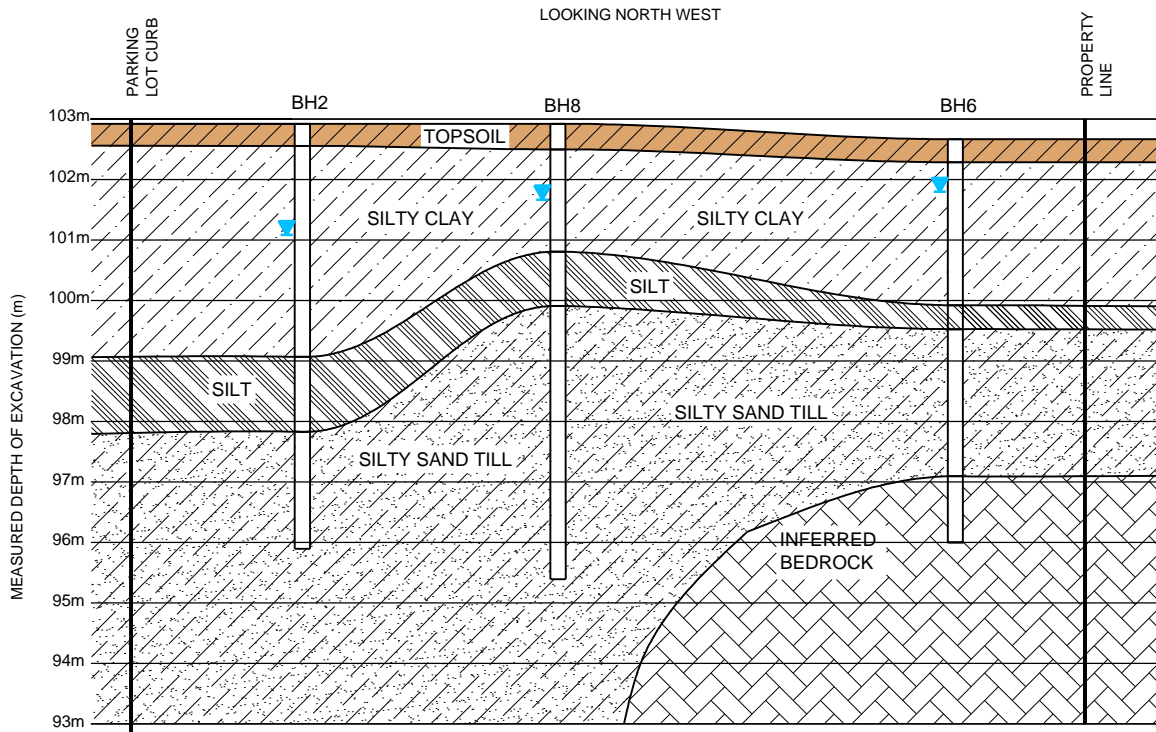 LOOKING NORTH WEST
PARKING
LOT CURB
PROPERTY
LINE
BH2
BH8
BH6
103m
TOPSOIL
102m
SILTY CLAY
SILTY CLAY
101m
SILT
100m
99m
SILT
98m
SILTY SAND TILL
SILTY SAND TILL
97m
96m
INFERRED
BEDROCK
95m
94m
93m
MEASURED DEPTH OF EXCAVATION (m)